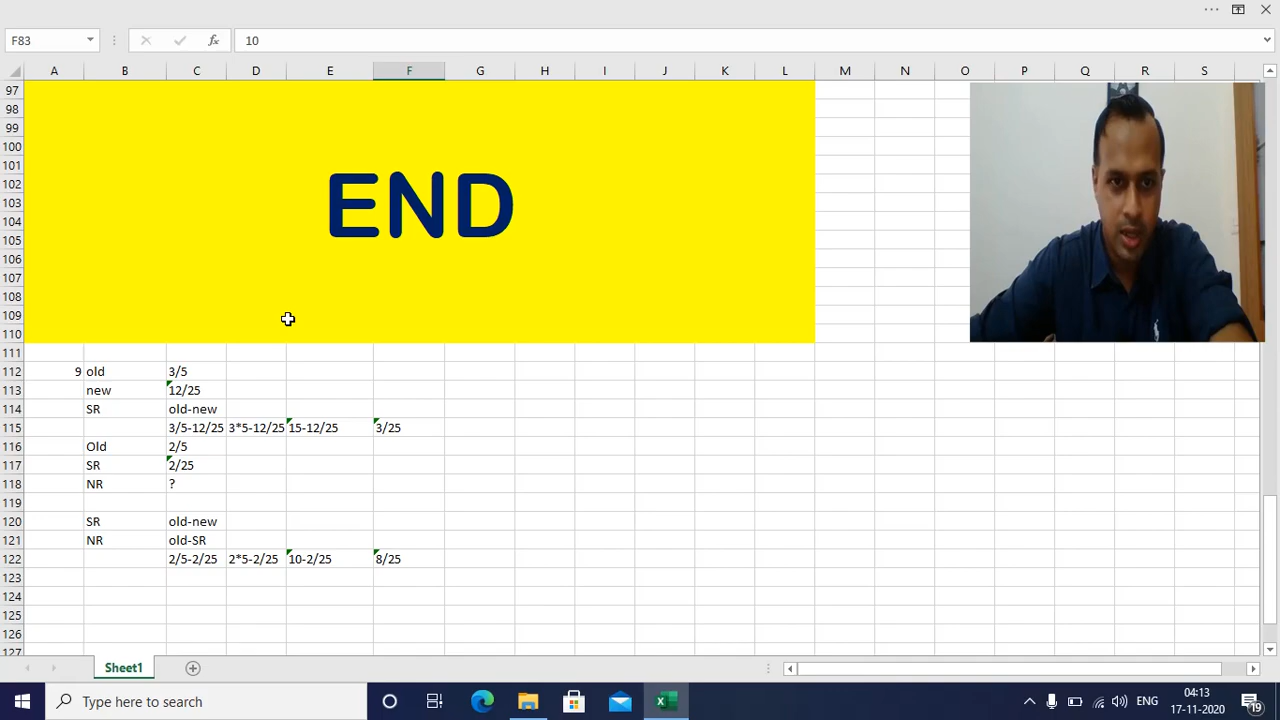 F83 10
A B C D E F G H I J K L M N O P Q R S
97
98
99
100
101
102 END
103
104
105
106
107
108
109
110
111
112 9 old 3/5
113 new 12/25
114 SR old-new
115 3/5-12/25 3*5-12/25 15-12/25 3/25
116 Old 2/5
117 SR 2/25
118 NR ?
119
120 SR old-new
121 NR old-SR
122 2/5-2/25 2*5-2/25 10-2/25 8/25
123
124
125
126
127
Sheet1
Type here to search ENG 04:13
17-11-2020 19